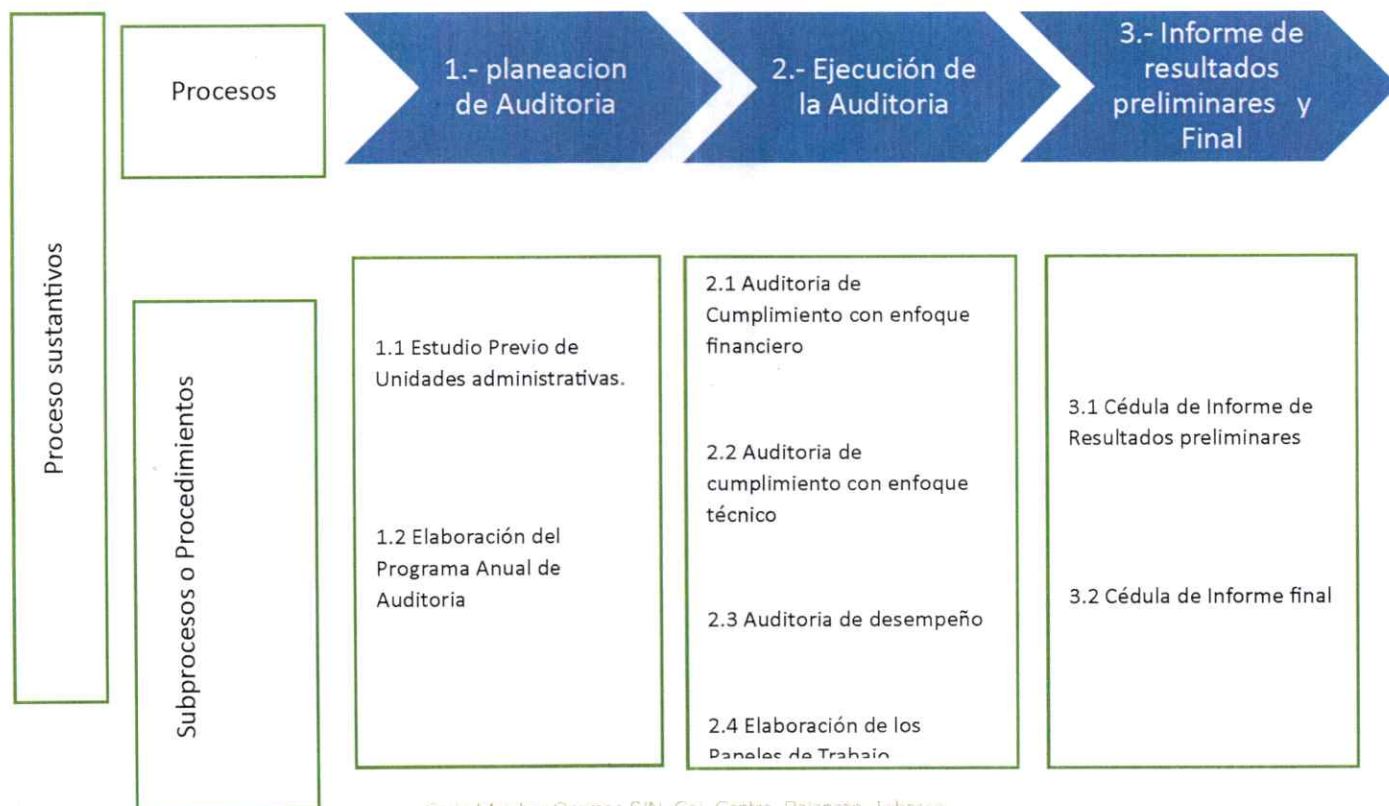 Proceso sustantivos
Procesos
1.- planeacion
de Auditoria
2.- Ejecución de
la Auditoria
3.- Informe de
resultados
preliminares y
Final
Subprocesos o Procedimientos
1.1 Estudio Previo de
Unidades administrativas.
1.2 Elaboración del
Programa Anual de
Auditoria
2.1 Auditoria de
Cumplimiento con enfoque
financiero
2.2 Auditoria de
cumplimiento con enfoque
técnico
2.3 Auditoria de desempeño
2.4 Elaboración de los
Papeles de Trabajo
3.1 Cédula de Informe de
Resultados preliminares
3.2 Cédula de Informe final